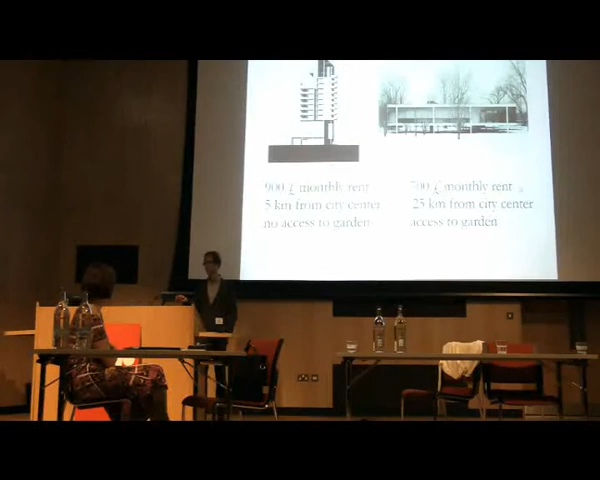 900 £ monthly rent
5 km from city center
no access to garden
700 £ monthly rent
25 km from city center
access to garden